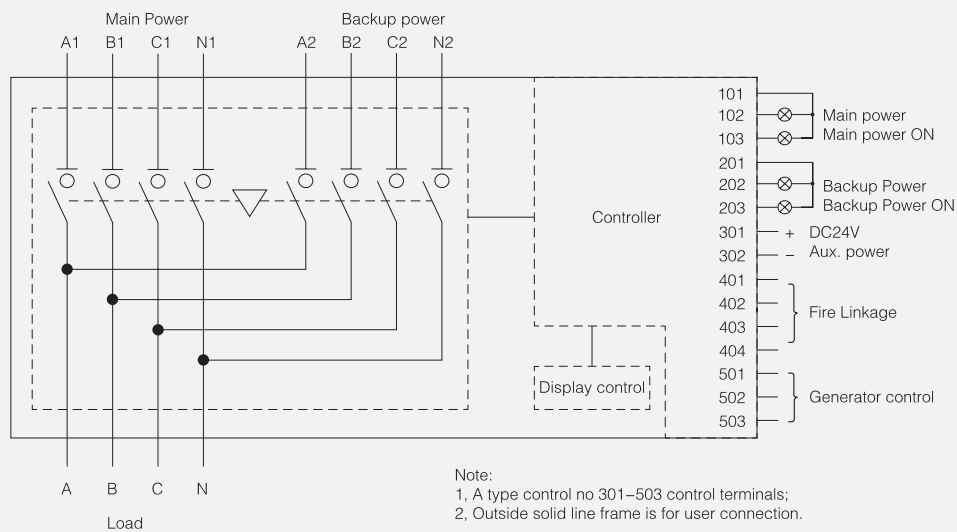 Main Power
Backup power
A1 B1 C1 N1 A2 B2 C2 N2
Controller
Display control
101
102
103
201
202
203
301
302
401
402
403
404
501
502
503
Main power
Main power ON
Backup Power
Backup Power ON
+ DC24V
– Aux. power
Fire Linkage
Generator control
A B C N
Load
Note:
1, A type control no 301–503 control terminals;
2, Outside solid line frame is for user connection.